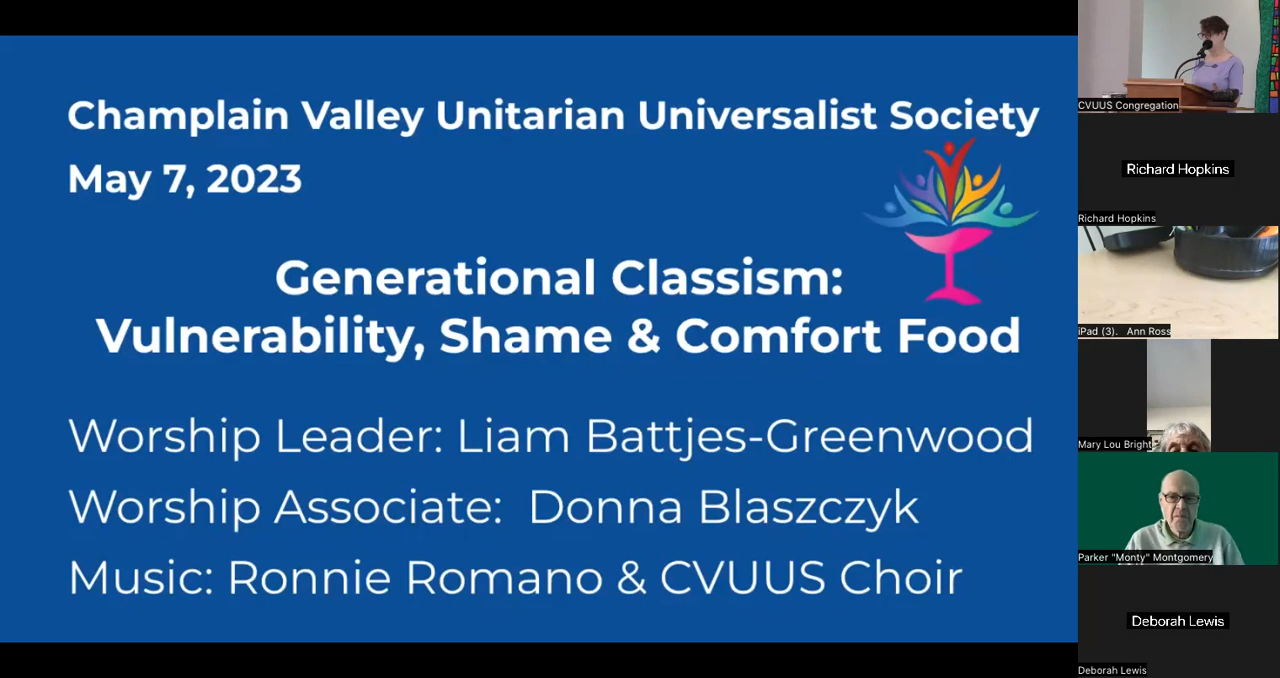 Champlain Valley Unitarian Universalist Society
May 7, 2023
Generational Classism:
Vulnerability, Shame & Comfort Food
Worship Leader: Liam Battjes-Greenwood
Worship Associate:  Donna Blaszczyk
Music: Ronnie Romano & CVUUS Choir
CVUUS Congregation
Richard Hopkins
Richard Hopkins
iPad (3).   Ann Ross
Mary Lou Bright
Parker "Monty" Montgomery
Deborah Lewis
Deborah Lewis